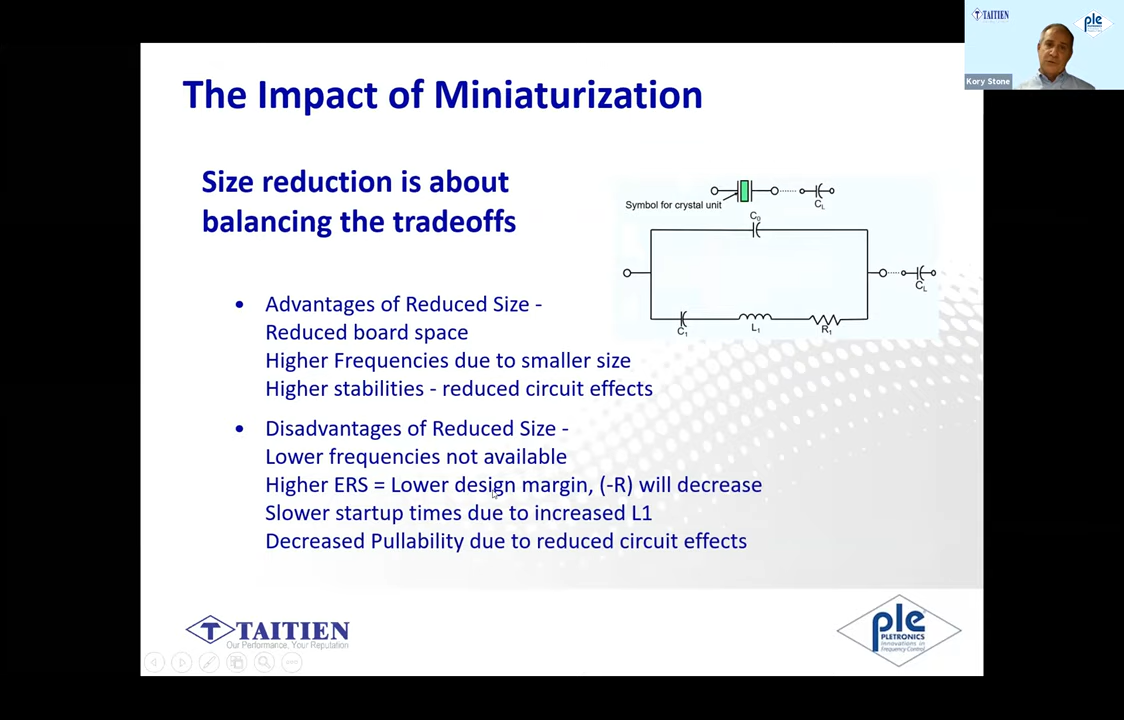 TAITIEN
ple
Kory Stone
The Impact of Miniaturization
Size reduction is about
balancing the tradeoffs
Symbol for crystal unit
CL
C0
CL
C1
L1
R1
• Advantages of Reduced Size -
Reduced board space
Higher Frequencies due to smaller size
Higher stabilities - reduced circuit effects
• Disadvantages of Reduced Size -
Lower frequencies not available
Higher ERS = Lower design margin, (-R) will decrease
Slower startup times due to increased L1
Decreased Pullability due to reduced circuit effects
T TAITIEN
Our Performance, Your Reputation
ple
PLETRONICS
Innovations in
Frequency Control